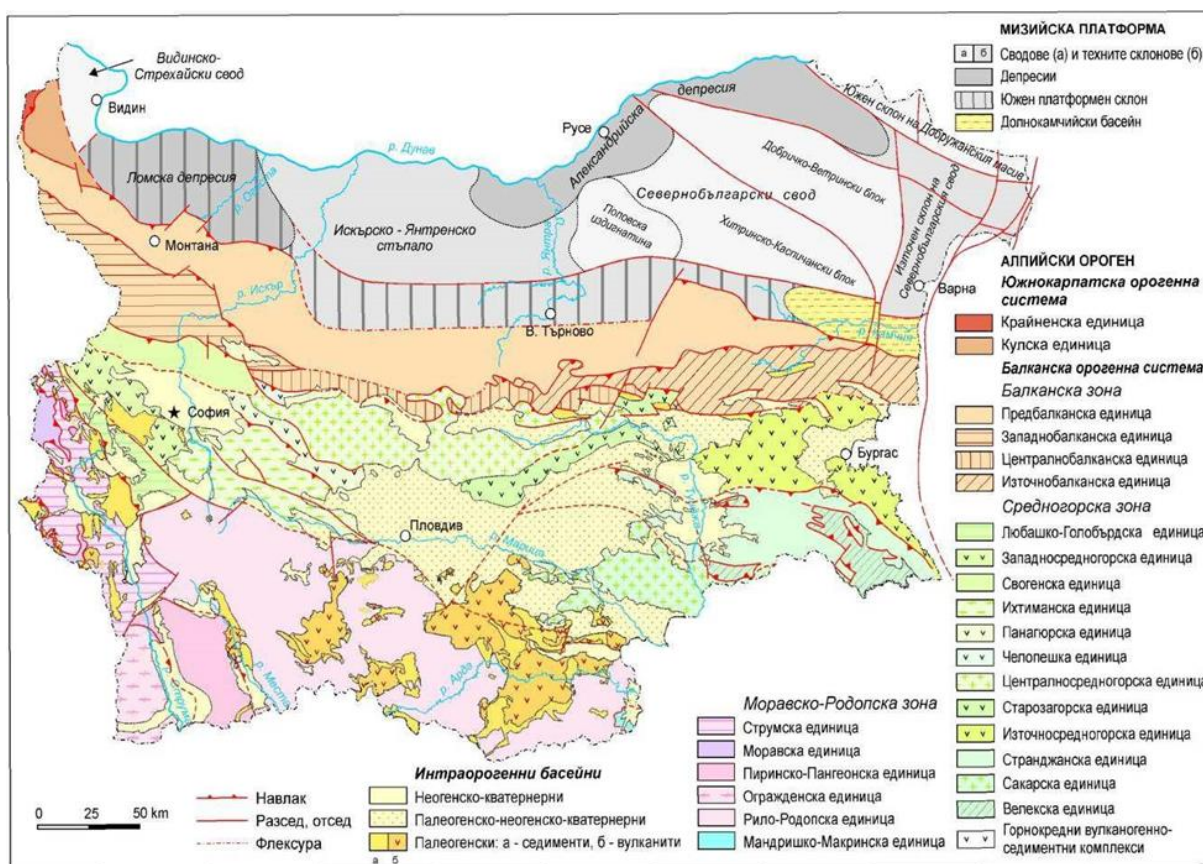 Видинско-
Стрехайски свод
Видин
Ломска депресия
р. Дунав
Монтана
р. Искър
Искърско - Янтренско
стъпало
р. Янтра
В. Търново
Русе
Александрийска
депресия
Южен склон на Добружанския масив
Добричко-Ветрински блок
Севернобългарски свод
Поповска
издигнатина
Хитринско-Каспичански блок
Източен склон на
Севернобългарския свод
Варна
София
Пловдив
р. Марица
Бургас
р. Места
р. Арда
0 25 50 km
Навлак
Разсед, отсед
Флексура
Интраорогенни басейни
Неогенско-кватернерни
Палеогенско-неогенско-кватернерни
Палеогенски: а - седименти, б - вулканити
а б
Моравско-Родопска зона
Струмска единица
Моравска единица
Пиринско-Пангеонска единица
Огражденска единица
Рило-Родопска единица
Мандришко-Макринска единица
МИЗИЙСКА ПЛАТФОРМА
а б Сводове (а) и техните склонове (б)
Депресии
Южен платформен склон
Долнокамчийски басейн
АЛПИЙСКИ ОРОГЕН
Южнокарпатска орогенна
система
Крайненска единица
Кулска единица
Балканска орогенна система
Балканска зона
Предбалканска единица
Западнобалканска единица
Централнобалканска единица
Източнобалканска единица
Средногорска зона
Любашко-Голобърдска единица
Западносредногорска единица
Свогенска единица
Ихтиманска единица
Панагюрска единица
Челопешка единица
Централносредногорска единица
Старозагорска единица
Източносредногорска единица
Странджанска единица
Сакарска единица
Велекска единица
Горнокредни вулканогенно-
седиментни комплекси